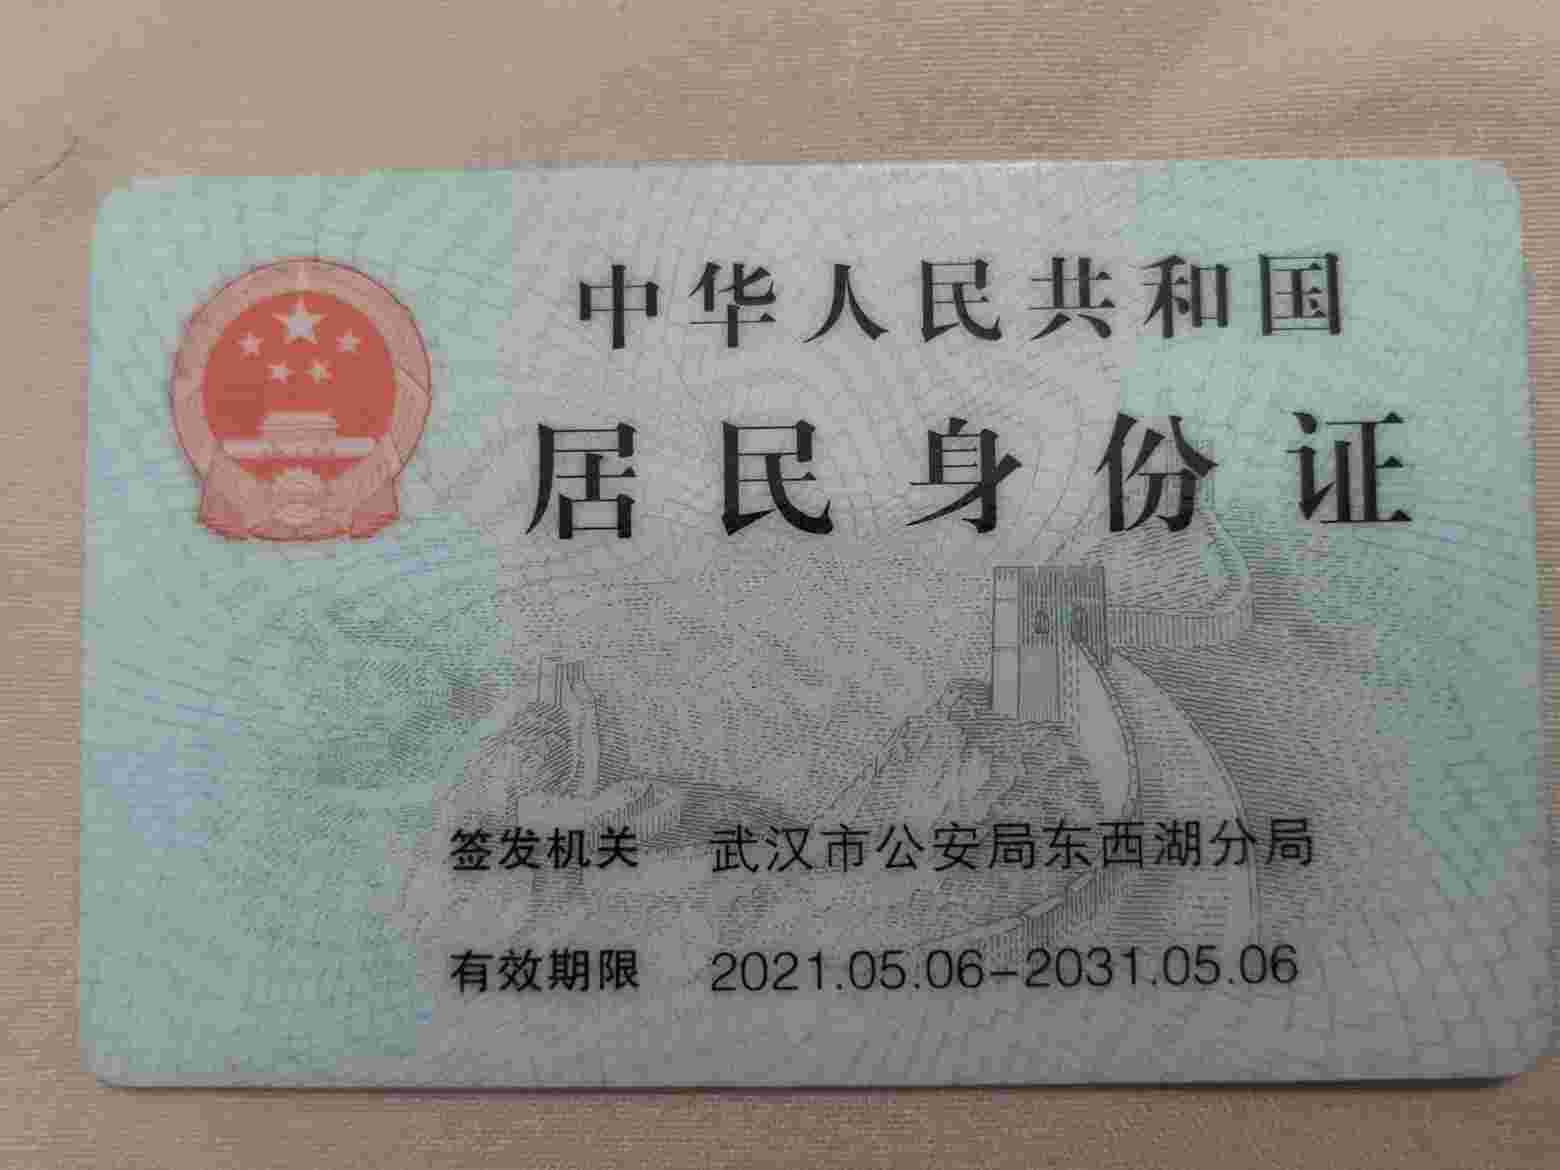 中华人民共和国
居民身份证
签发机关 武汉市公安局东西湖分局
有效期限 2021.05.06-2031.05.06